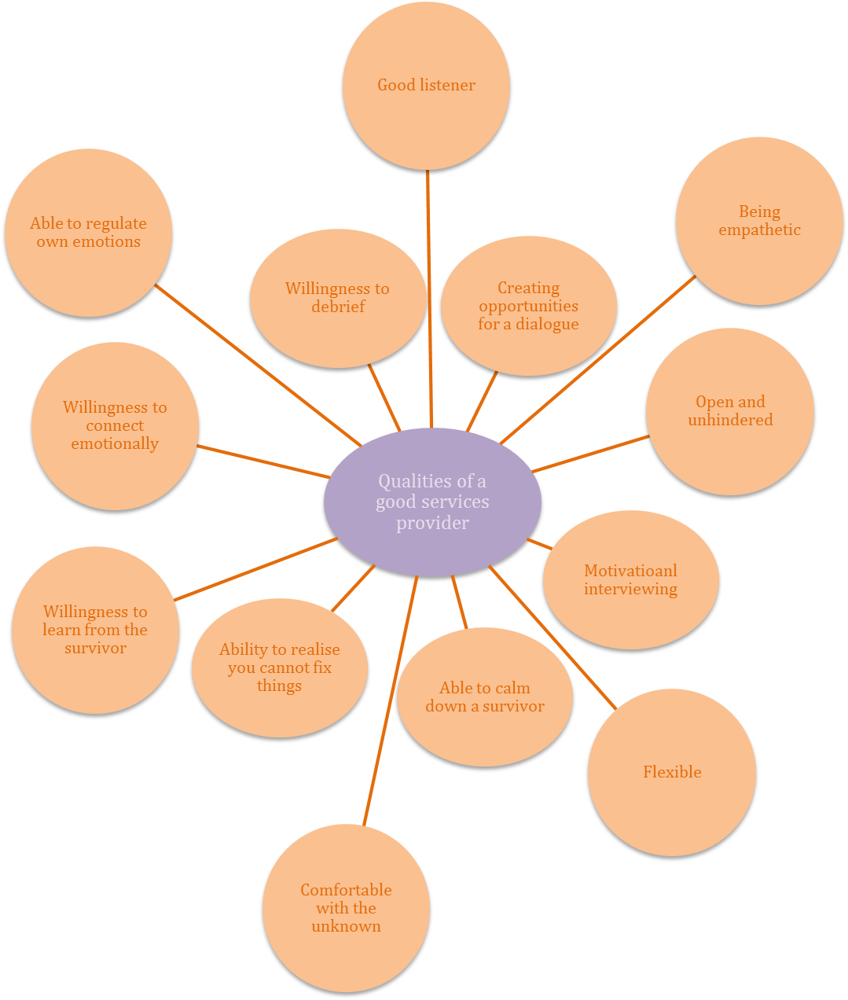 Good listener
Being
empathetic
Able to regulate
own emotions
Willingness to
debrief
Creating
opportunities
for a dialogue
Open and
unhindered
Willingness to
connect
emotionally
Qualities of a
good services
provider
Motivatioanl
interviewing
Willingness to
learn from the
survivor
Ability to realise
you cannot fix
things
Able to calm
down a survivor
Flexible
Comfortable
with the
unknown